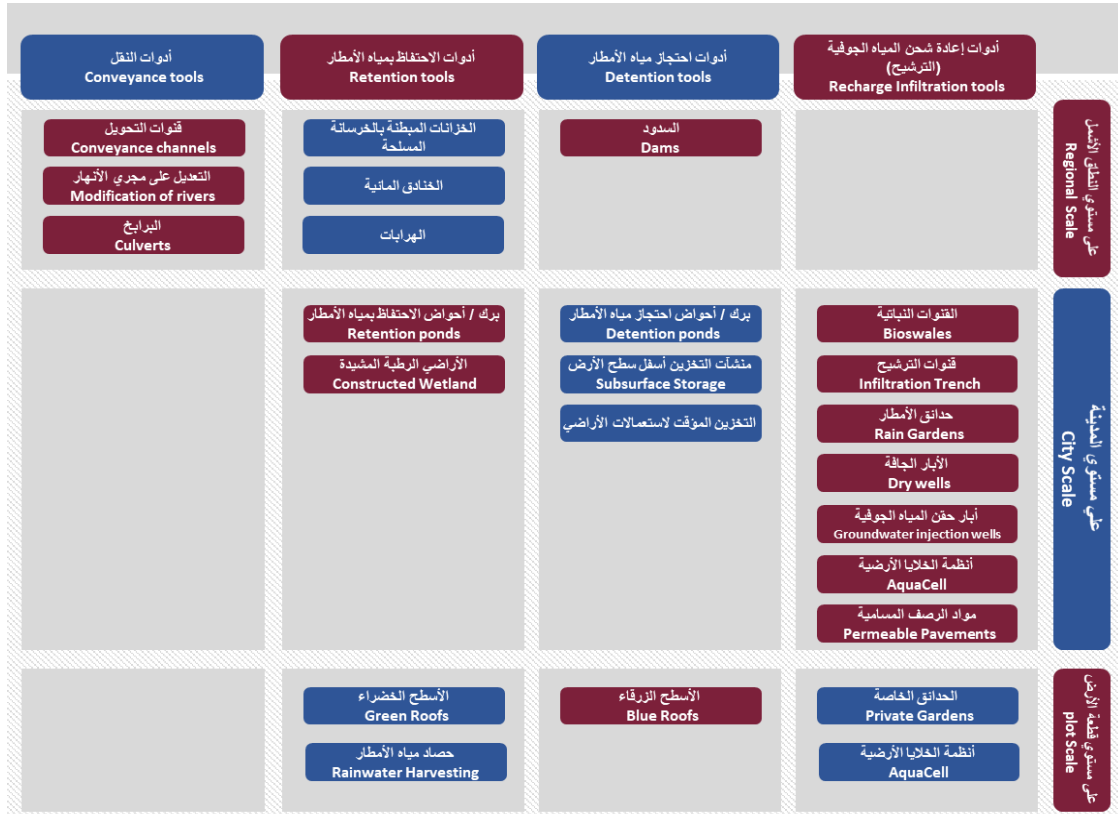 أدوات إعادة شحن المياه الجوفية
(الترشيح)
Recharge Infiltration tools
أدوات احتجاز مياه الأمطار
Detention tools
أدوات الاحتفاظ بمياه الأمطار
Retention tools
أدوات النقل
Conveyance tools
على مستوي النطلق الأشمل
Regional Scale
السدود
Dams
الخزانات المبطنة بالخرسانة
المسلحة
الخنادق المائية
الهرابات
قنوات التحويل
Conveyance channels
التعديل على مجري الأنهار
Modification of rivers
البرابخ
Culverts
علي مستوي المدينة
City Scale
القنوات النباتية
Bioswales
قنوات الترشيح
Infiltration Trench
حدائق الأمطار
Rain Gardens
الأبار الجافة
Dry wells
أبار حقن المياه الجوفية
Groundwater injection wells
أنظمة الخلايا الأرضية
AquaCell
مواد الرصف المسامية
Permeable Pavements
برك / أحواض احتجاز مياه الأمطار
Detention ponds
منشآت التخزين أسفل سطح الأرض
Subsurface Storage
التخزين المؤقت لاستعمالات الأراضي
برك / أحواض الاحتفاظ بمياه الأمطار
Retention ponds
الأراضي الرطبة المشيدة
Constructed Wetland
على مستوي قطعة الأرض
plot Scale
الحدائق الخاصة
Private Gardens
أنظمة الخلايا الأرضية
AquaCell
الأسطح الزرقاء
Blue Roofs
الأسطح الخضراء
Green Roofs
حصاد مياه الأمطار
Rainwater Harvesting